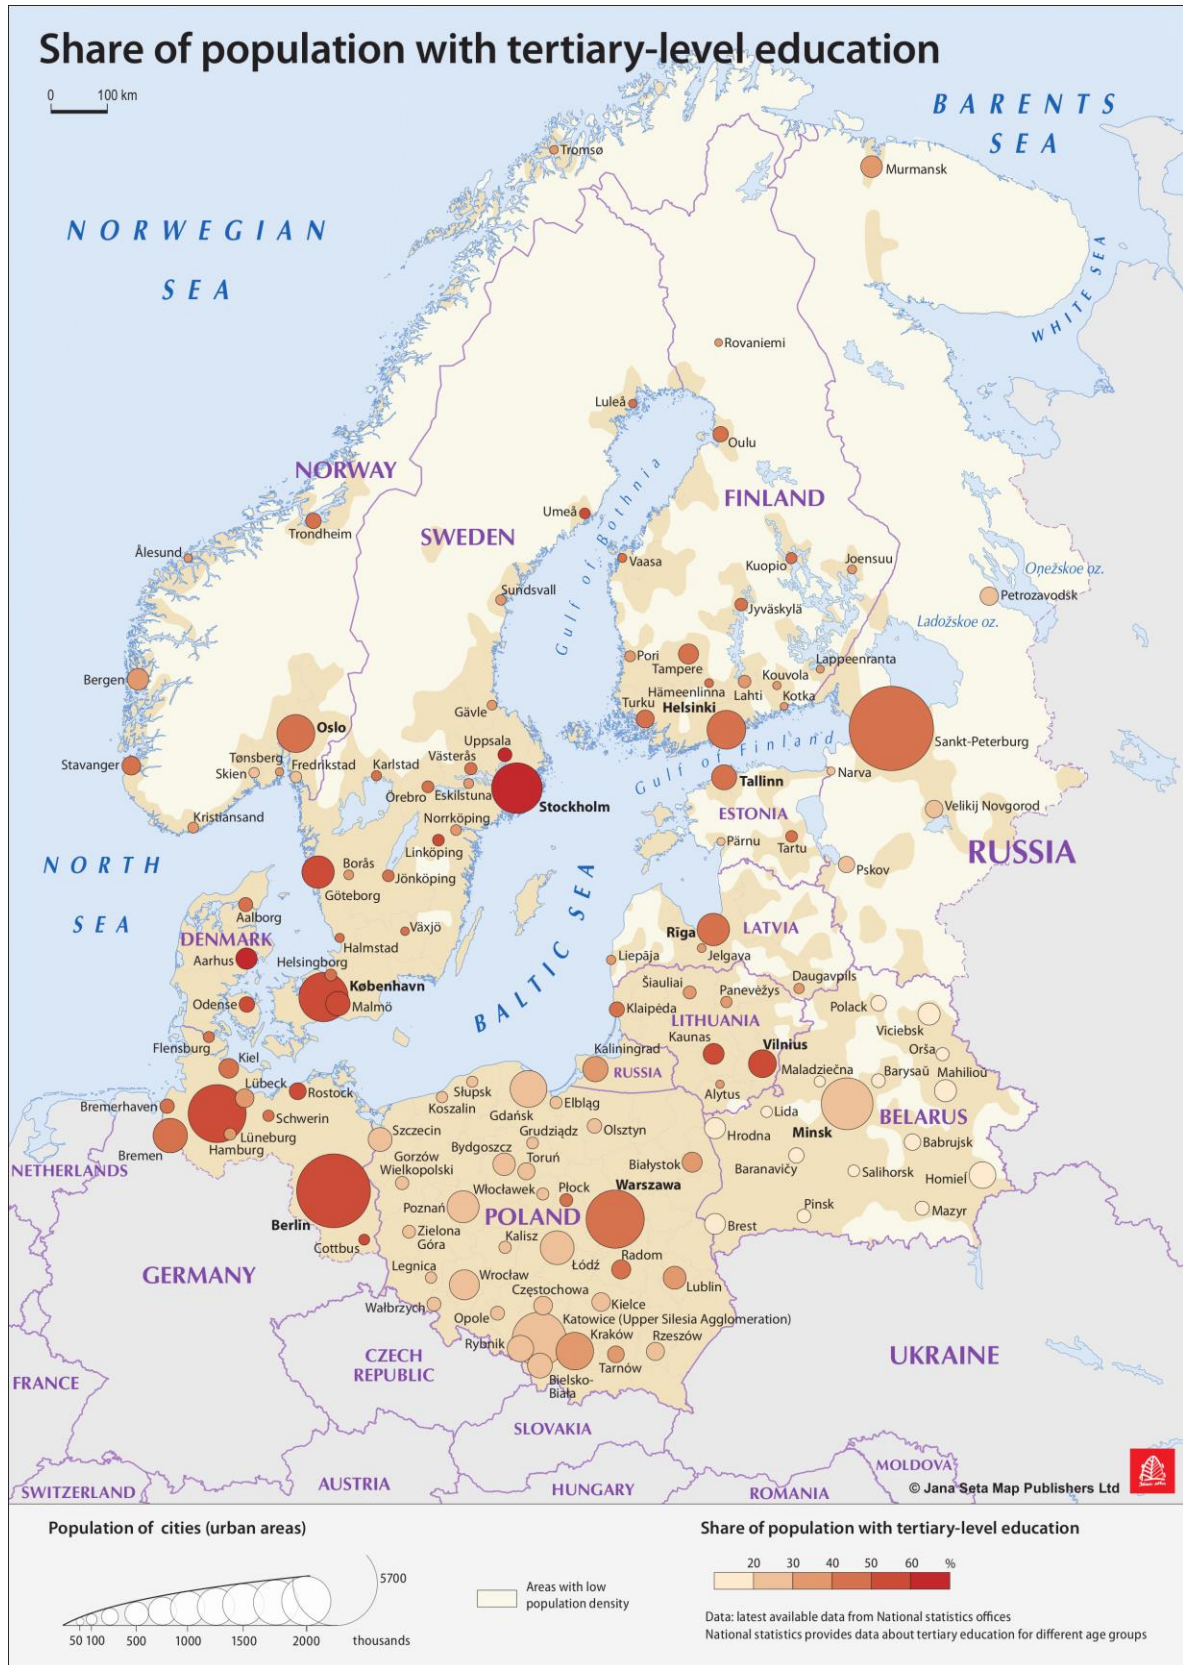 Share of population with tertiary-level education
0 100 km
BARENTS
SEA
Tromsø
Murmansk
NORWEGIAN
SEA
WHITE SEA
Rovaniemi
Luleå
Oulu
NORWAY
FINLAND
Gulf of Bothnia
Umeå
Trondheim
SWEDEN
Ålesund
Vaasa
Kuopio
Joensuu
Oņežskoe oz.
Sundsvall
Petrozavodsk
Jyväskylä
Ladožskoe oz.
Pori
Tampere
Lappeenranta
Bergen
Hämeenlinna
Lahti
Kouvola
Kotka
Gävle
Turku
Helsinki
Oslo
Uppsala
Gulf of Finland
Sankt-Peterburg
Tønsberg
Västerås
Stavanger
Skien
Fredrikstad
Karlstad
Narva
Tallinn
Örebro
Eskilstuna
Stockholm
Velikij Novgorod
Kristiansand
Norrköping
ESTONIA
Pärnu
Tartu
Linköping
RUSSIA
NORTH
SEA
Borås
Jönköping
Göteborg
Pskov
BALTIC SEA
Aalborg
Rīga
LATVIA
DENMARK
Växjö
Halmstad
Jelgava
Aarhus
Helsingborg
Liepāja
Šiauliai
Panevėžys
Daugavpils
København
Malmö
Odense
Klaipėda
LITHUANIA
Polack
Viciebsk
Flensburg
Kaunas
Vilnius
Kaliningrad
Orša
Kiel
RUSSIA
Maladziečna
Barysaŭ
Mahilioŭ
Lübeck
Rostock
Słupsk
Alytus
Bremerhaven
Schwerin
Koszalin
Gdańsk
Elbląg
Lida
BELARUS
Lüneburg
Szczecin
Grudziądz
Olsztyn
Hrodna
Minsk
Bremen
Hamburg
Bydgoszcz
Babrujsk
NETHERLANDS
Gorzów
Wielkopolski
Toruń
Białystok
Baranavičy
Salihorsk
Homieĺ
Włocławek
Płock
Warszawa
Poznań
POLAND
Pinsk
Mazyr
Berlin
Zielona
Góra
Kalisz
Brest
Cottbus
Łódź
Radom
GERMANY
Legnica
Wrocław
Lublin
Częstochowa
Wałbrzych
Opole
Kielce
Katowice (Upper Silesia Agglomeration)
Rybnik
Kraków
Rzeszów
CZECH
REPUBLIC
Tarnów
UKRAINE
FRANCE
Bielsko-
Biała
SLOVAKIA
SWITZERLAND
AUSTRIA
HUNGARY
ROMANIA
MOLDOVA
© Jana Seta Map Publishers Ltd
Population of cities (urban areas)
5700
50 100 500 1000 1500 2000 thousands
Areas with low
population density
Share of population with tertiary-level education
20 30 40 50 60 %
Data: latest available data from National statistics offices
National statistics provides data about tertiary education for different age groups